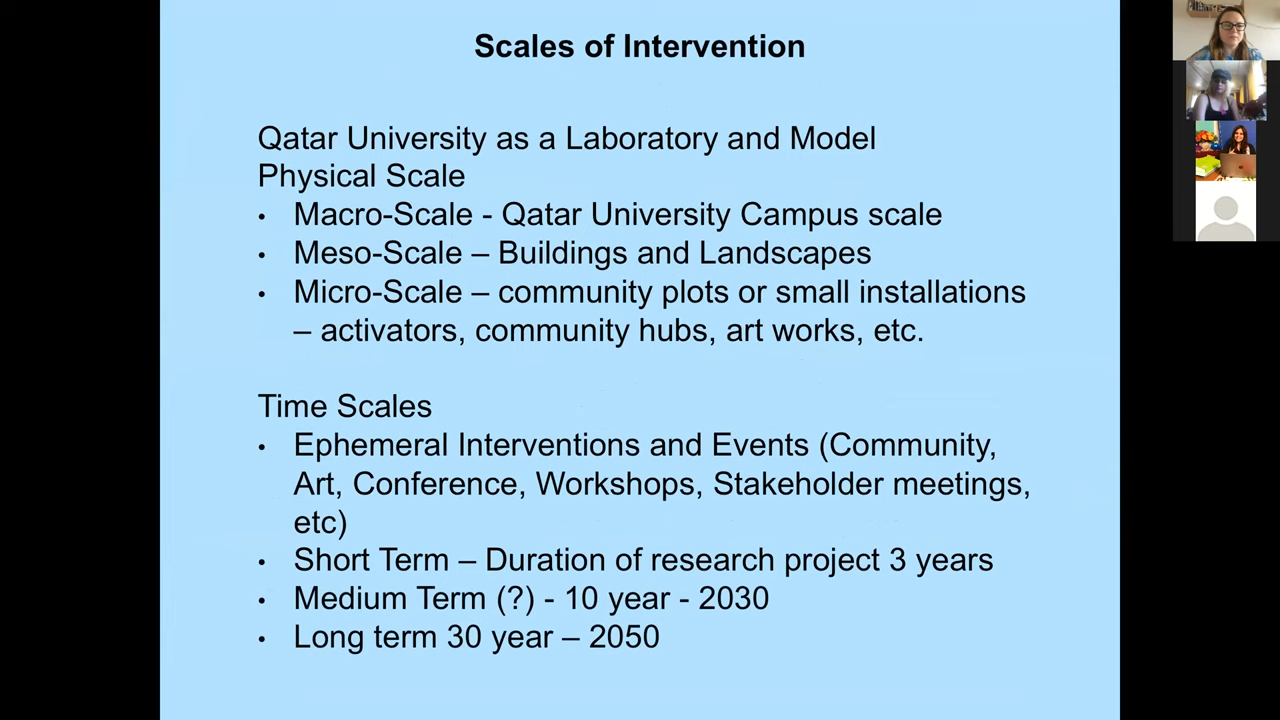 Scales of Intervention
Qatar University as a Laboratory and Model
Physical Scale
• Macro-Scale - Qatar University Campus scale
• Meso-Scale – Buildings and Landscapes
• Micro-Scale – community plots or small installations
– activators, community hubs, art works, etc.
Time Scales
• Ephemeral Interventions and Events (Community,
Art, Conference, Workshops, Stakeholder meetings,
etc)
• Short Term – Duration of research project 3 years
• Medium Term (?) - 10 year - 2030
• Long term 30 year – 2050